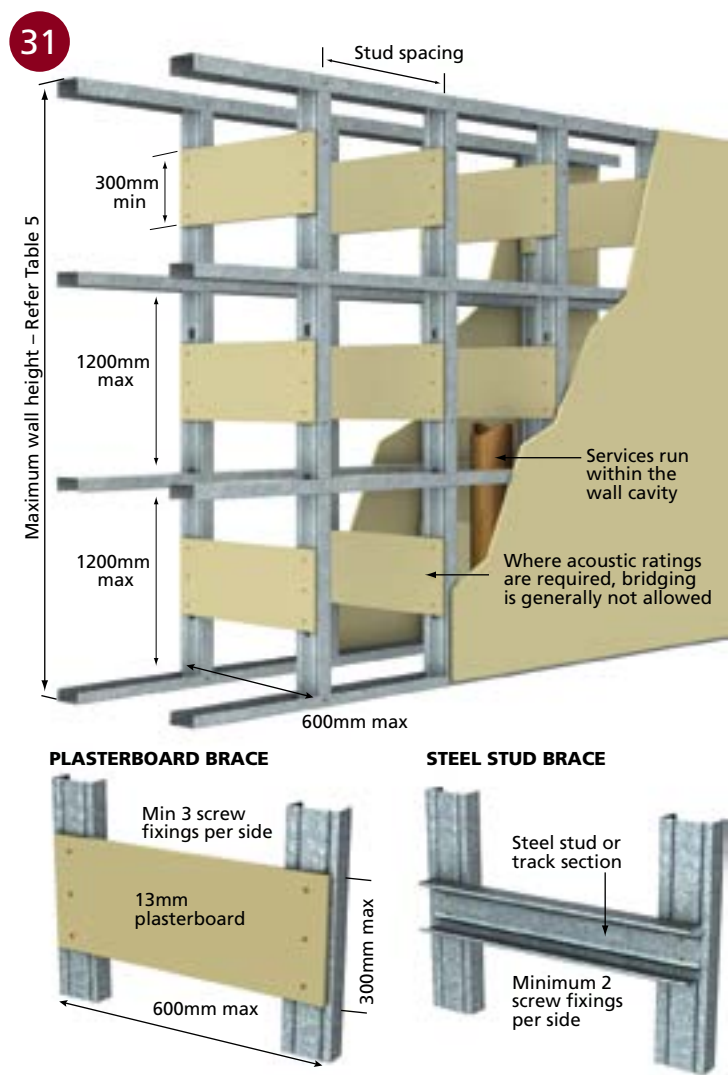 31
Stud spacing
300mm
min
Maximum wall height – Refer Table 5
1200mm
max
Services run
within the
wall cavity
1200mm
max
Where acoustic ratings
are required, bridging
is generally not allowed
600mm max
PLASTERBOARD BRACE
Min 3 screw
fixings per side
13mm
plasterboard
300mm max
600mm max
STEEL STUD BRACE
Steel stud or
track section
Minimum 2
screw fixings
per side